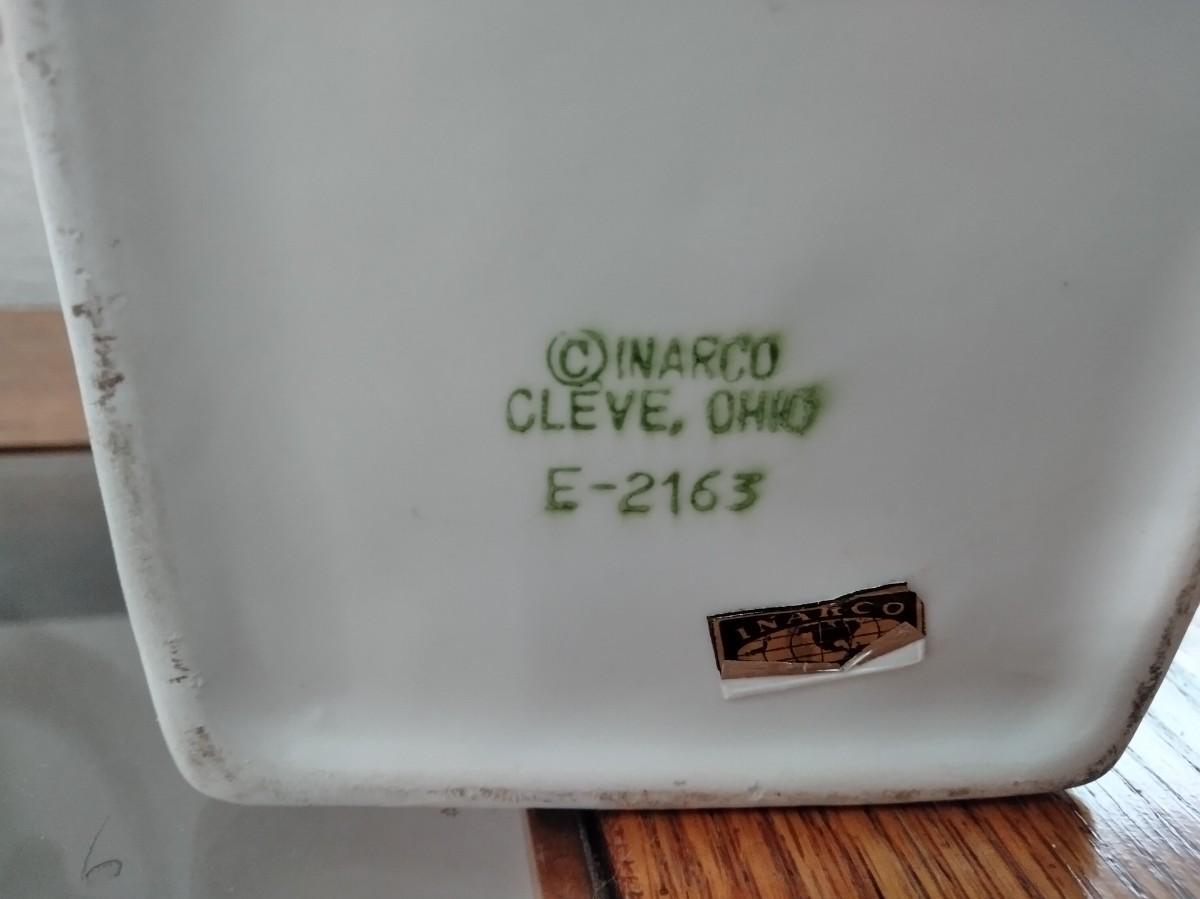 ©INARCO
CLEVE, OHIO
E-2163
INARCO